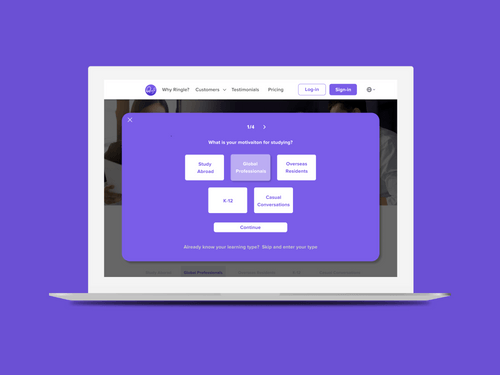 Why Ringle?
Customers
Testimonials
Pricing
Log-in
Sign-in
1/4
What is your motivation for studying?
Study
Abroad
Global
Professionals
Overseas
Residents
K-12
Casual
Conversations
Continue
Already know your learning type? Skip and enter your type
Global Professionals